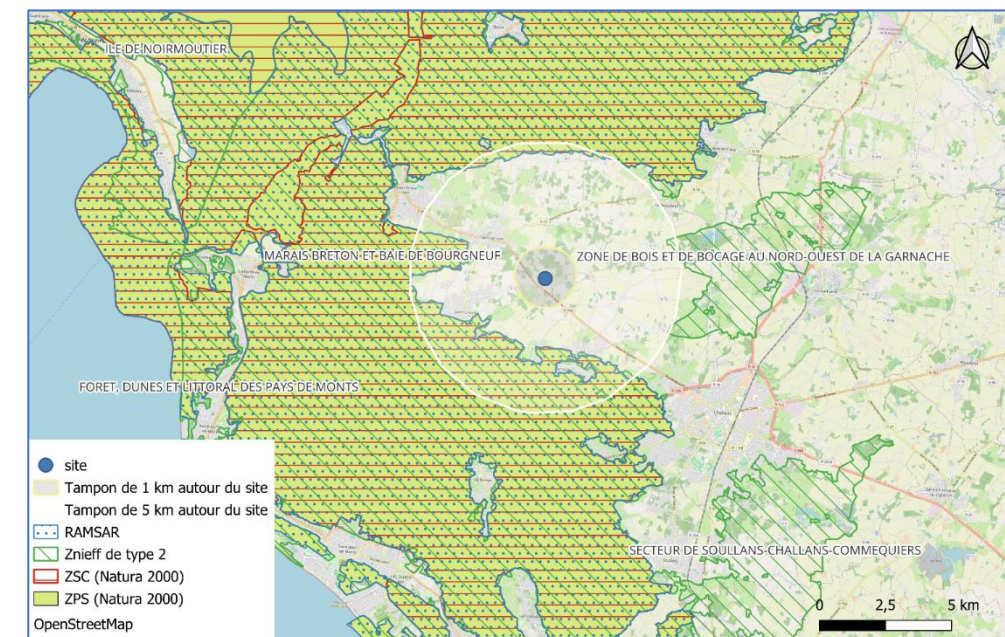 ILE DE NOIRMOUTIER
MARAIS BRETON ET BAIE DE BOURGNEUF
ZONE DE BOIS ET DE BOCAGE AU NORD-OUEST DE LA GARNACHE
FORET, DUNES ET LITTORAL DES PAYS DE MONTS
Challans
SECTEUR DE SOULLANS-CHALLANS-COMMEQUIERS
site
Tampon de 1 km autour du site
Tampon de 5 km autour du site
RAMSAR
Znieff de type 2
ZSC (Natura 2000)
ZPS (Natura 2000)
OpenStreetMap
0 2,5 5 km